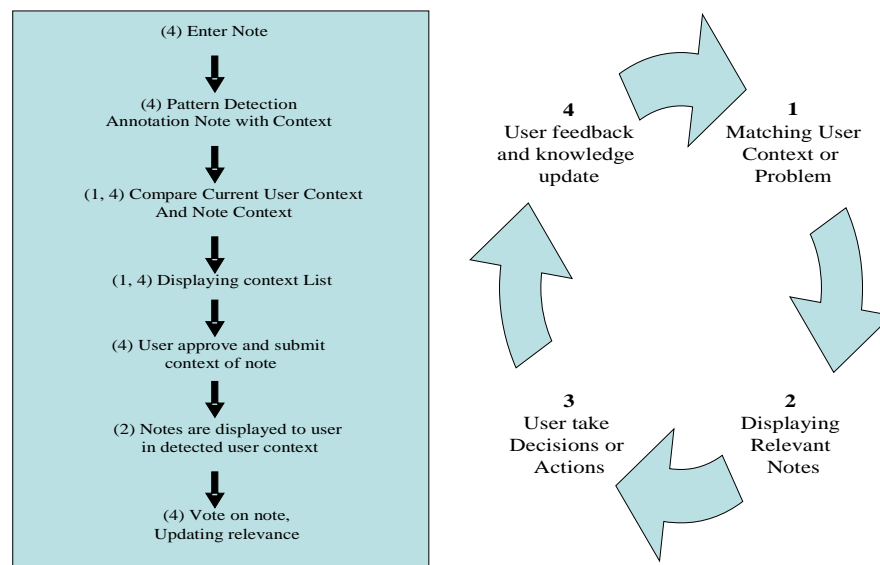 (4) Enter Note
(4) Pattern Detection
Annotation Note with Context
(1, 4) Compare Current User Context
And Note Context
(1, 4) Displaying context List
(4) User approve and submit
context of note
(2) Notes are displayed to user
in detected user context
(4) Vote on note,
Updating relevance
1
Matching User
Context or
Problem
2
Displaying
Relevant
Notes
3
User take
Decisions or
Actions
4
User feedback
and knowledge
update